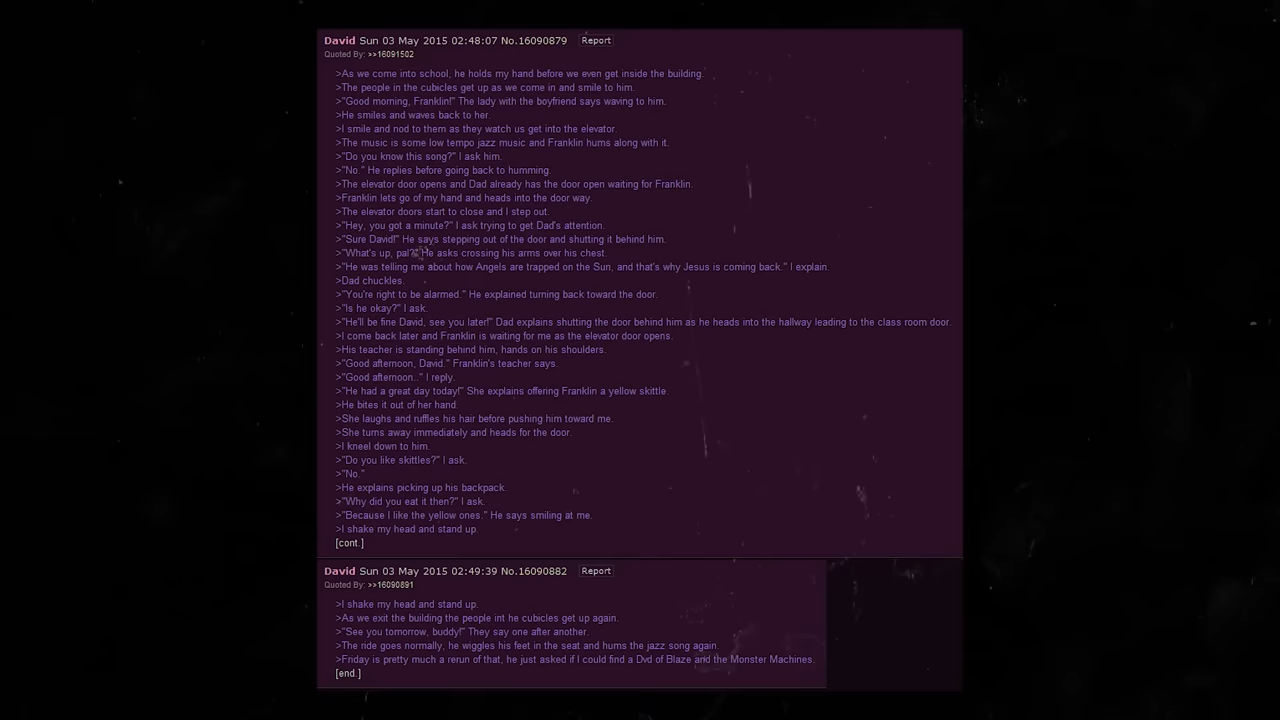 David Sun 03 May 2015 02:48:07 No.16090879 Report
Quoted By: >>16091502
>As we come into school, he holds my hand before we even get inside the building.
>The people in the cubicles get up as we come in and smile to him.
>"Good morning, Franklin!" The lady with the boyfriend says waving to him.
>He smiles and waves back to her.
>I smile and nod to them as they watch us get into the elevator.
>The music is some low tempo jazz music and Franklin hums along with it.
>"Do you know this song?" I ask him.
>"No." He replies before going back to humming.
>The elevator door opens and Dad already has the door open waiting for Franklin.
>Franklin lets go of my hand and heads into the door way.
>The elevator doors start to close and I step out.
>"Hey, you got a minute?" I ask trying to get Dad's attention.
>"Sure David!" He says stepping out of the door and shutting it behind him.
>"What's up, pal?" He asks crossing his arms over his chest.
>"He was telling me about how Angels are trapped on the Sun, and that's why Jesus is coming back." I explain.
>Dad chuckles.
>"You're right to be alarmed." He explained turning back toward the door.
>"Is he okay?" I ask.
>"He'll be fine David, see you later!" Dad explains shutting the door behind him as he heads into the hallway leading to the class room door.
>I come back later and Franklin is waiting for me as the elevator door opens.
>His teacher is standing behind him, hands on his shoulders.
>"Good afternoon, David." Franklin's teacher says.
>"Good afternoon.." I reply.
>"He had a great day today!" She explains offering Franklin a yellow skittle.
>He bites it out of her hand.
>She laughs and ruffles his hair before pushing him toward me.
>She turns away immediately and heads for the door.
>I kneel down to him.
>"Do you like skittles?" I ask.
>"No."
>He explains picking up his backpack.
>"Why did you eat it then?" I ask.
>"Because I like the yellow ones." He says smiling at me.
>I shake my head and stand up.
[cont.]
David Sun 03 May 2015 02:49:39 No.16090882 Report
Quoted By: >>16090891
>I shake my head and stand up.
>As we exit the building the people int he cubicles get up again.
>"See you tomorrow, buddy!" They say one after another.
>The ride goes normally, he wiggles his feet in the seat and hums the jazz song again.
>Friday is pretty much a rerun of that, he just asked if I could find a Dvd of Blaze and the Monster Machines.
[end.]